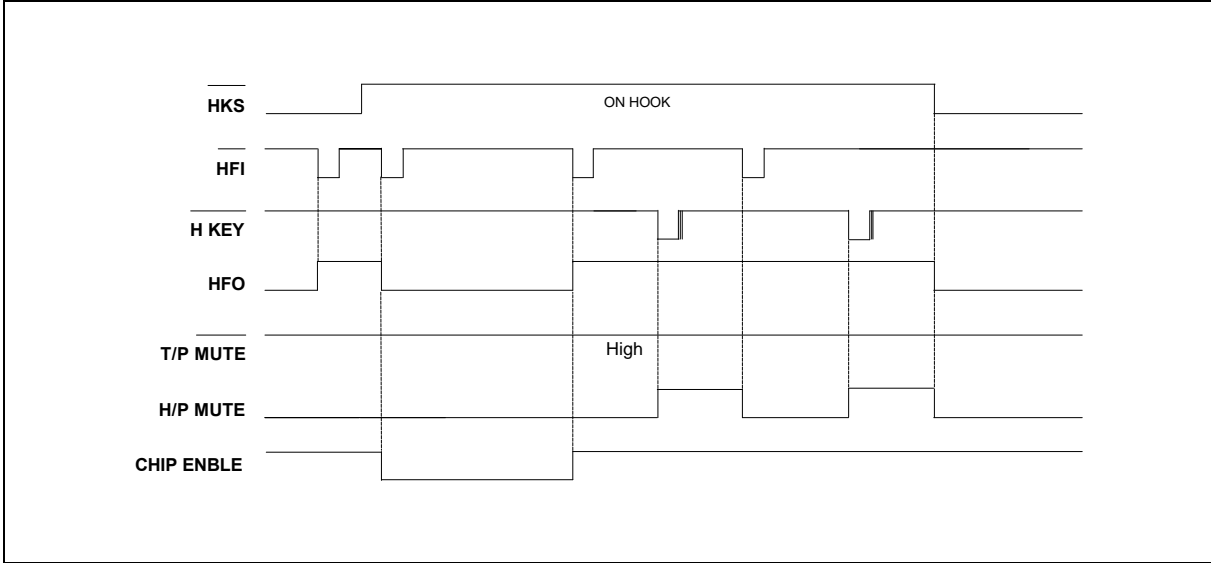 HKS
ON HOOK
HFI
H KEY
HFO
T/P MUTE
High
H/P MUTE
CHIP ENBLE